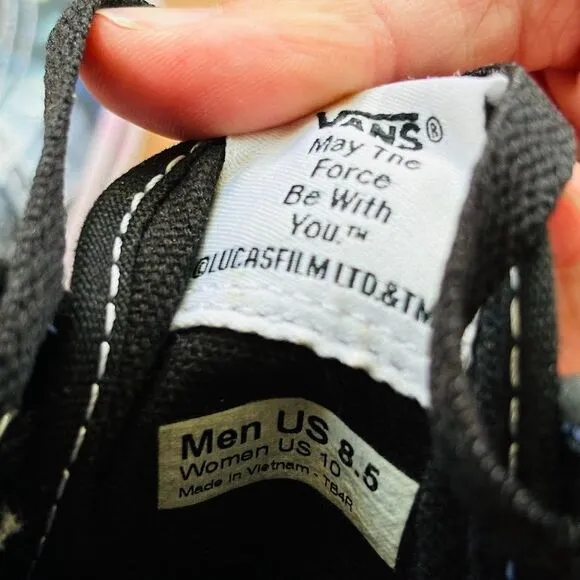 VANS®
May The
Force
Be With
You.™
©LUCASFILM LTD.&TM
Men US 8.5
Women US 10
Made in Vietnam - TB4R